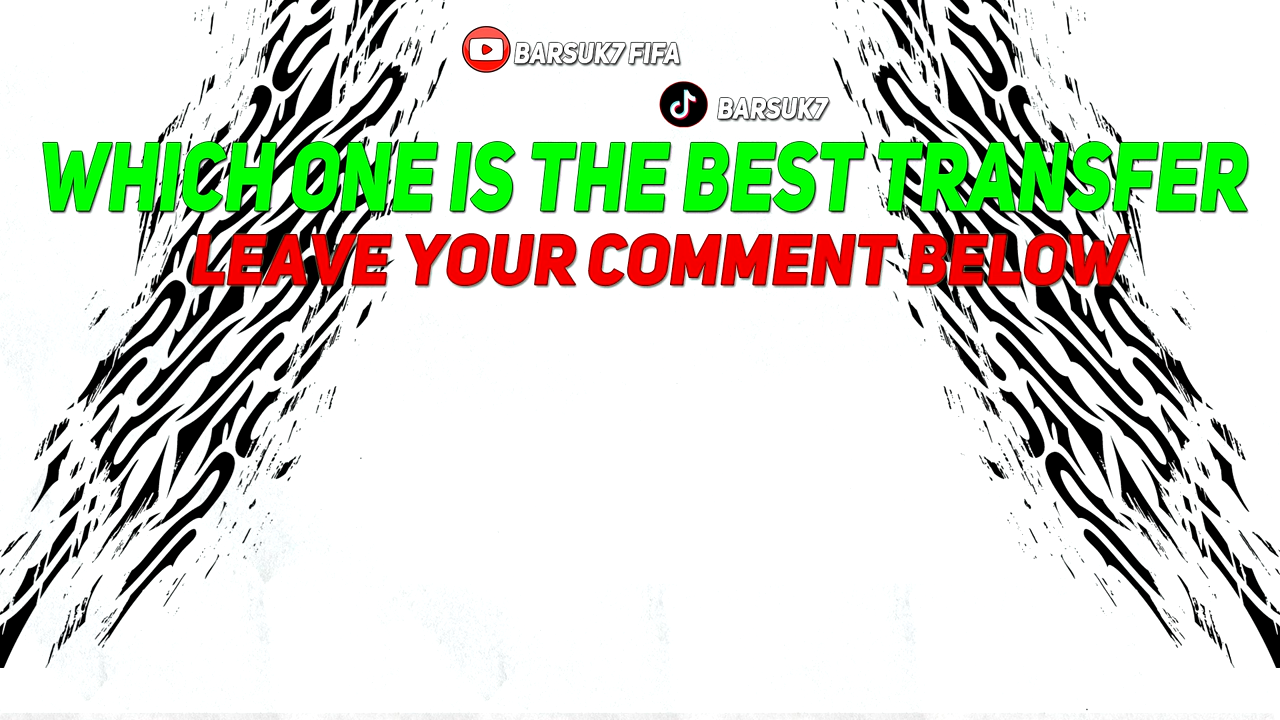 BARSUK7 FIFA
BARSUK7
WHICH ONE IS THE BEST TRANSFER
LEAVE YOUR COMMENT BELOW